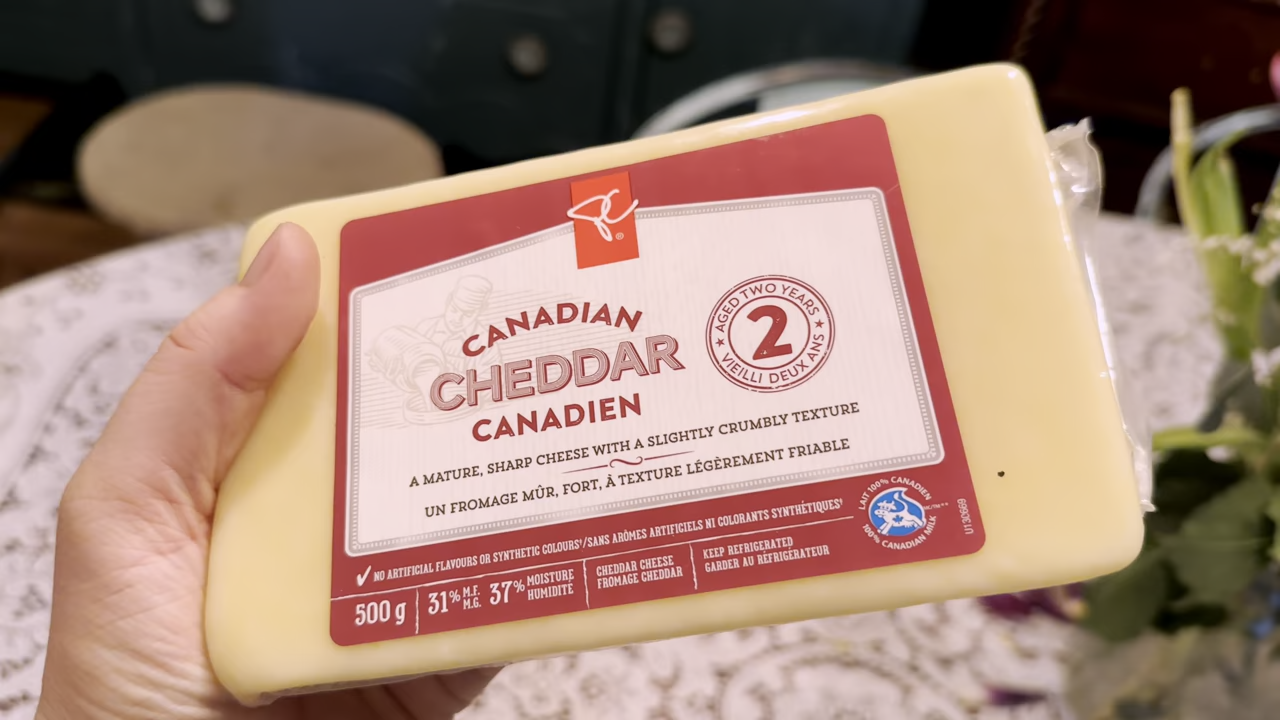 PC
®
CANADIAN
CHEDDAR
CANADIEN
★ AGED TWO YEARS ★
2
VIEILLI DEUX ANS
A MATURE, SHARP CHEESE WITH A SLIGHTLY CRUMBLY TEXTURE
UN FROMAGE MÛR, FORT, À TEXTURE LÉGÈREMENT FRIABLE
✓ NO ARTIFICIAL FLAVOURS OR SYNTHETIC COLOURS‡/SANS ARÔMES ARTIFICIELS NI COLORANTS SYNTHÉTIQUES‡
500 g
31% M.F.
M.G.
37% MOISTURE
HUMIDITÉ
CHEDDAR CHEESE
FROMAGE CHEDDAR
KEEP REFRIGERATED
GARDER AU RÉFRIGÉRATEUR
LAIT 100% CANADIEN
100% CANADIAN MILK
U130669